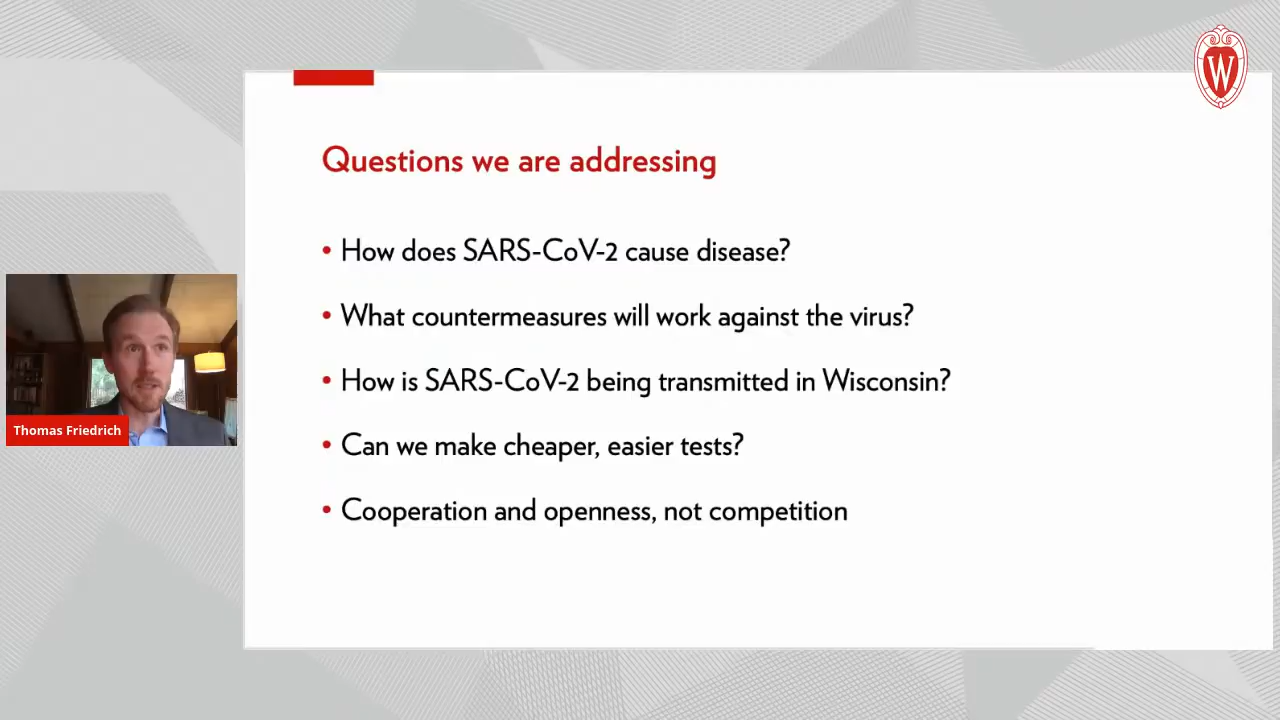 W
Questions we are addressing
• How does SARS-CoV-2 cause disease?
• What countermeasures will work against the virus?
• How is SARS-CoV-2 being transmitted in Wisconsin?
• Can we make cheaper, easier tests?
• Cooperation and openness, not competition
Thomas Friedrich